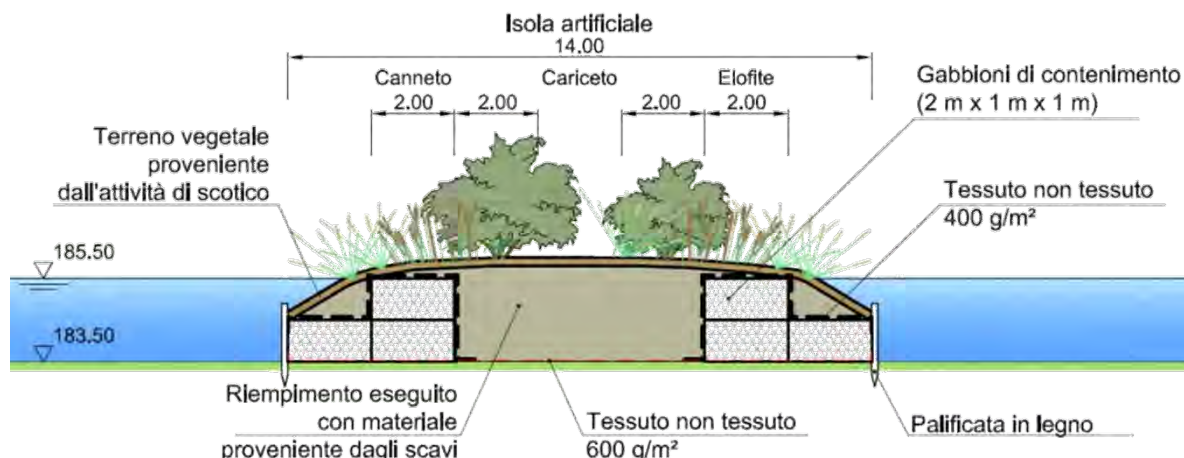 Isola artificiale
14.00
Canneto
Cariceto
Elofite
2.00
2.00
2.00
2.00
Gabbioni di contenimento
(2 m x 1 m x 1 m)
Terreno vegetale
proveniente
dall'attività di scotico
Tessuto non tessuto
400 g/m²
185.50
183.50
Riempimento eseguito
con materiale
proveniente dagli scavi
Tessuto non tessuto
600 g/m²
Palificata in legno